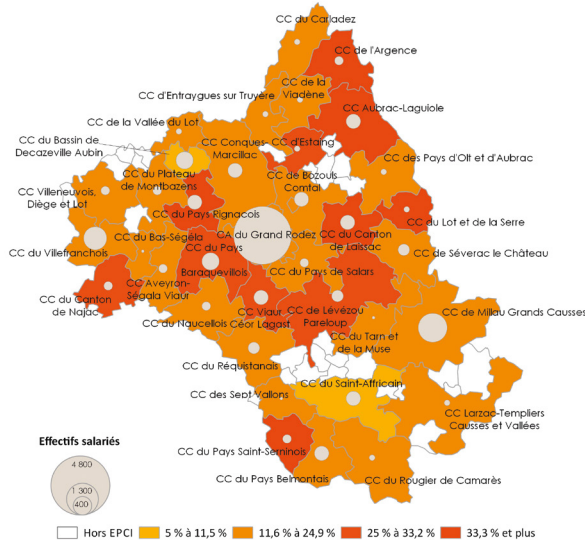 CC du Carladez
CC de l'Argence
CC de la
Viadène
CC d'Entraygues sur Truyère
CC Aubrac-Laguiole
CC de la Vallée du Lot
CC Conques-
Marcillac
CC d'Estaing
CC du Bassin de
Decazeville Aubin
CC des Pays d'Olt et d'Aubrac
CC du Plateau
de Montbazens
CC de Bozouls
Comtal
CC Villeneuvois,
Diège et Lot
CC du Pays Rignacois
CC du Lot et de la Serre
CC du Bas-Ségéla
CA du Grand Rodez
CC du Canton
de Laissac
CC du Villefranchois
CC du Pays
Baraquevillois
CC de Séverac le Château
CC du Pays de Salars
CC Aveyron-
Ségala Viaur
CC du Canton
de Najac
CC Viaur
Céor Lagast
CC de Lévézou
Pareloup
CC de Millau Grands Causses
CC du Naucellois
CC du Tarn et
de la Muse
CC du Réquistanais
CC du Saint-Affricain
CC des Sept Vallons
CC Larzac-Templiers
Causses et Vallées
CC du Pays Saint-Serninois
CC du Pays Belmontais
CC du Rougier de Camarès
Effectifs salariés
4 800
1 300
400
Hors EPCI
5 % à 11,5 %
11,6 % à 24,9 %
25 % à 33,2 %
33,3 % et plus